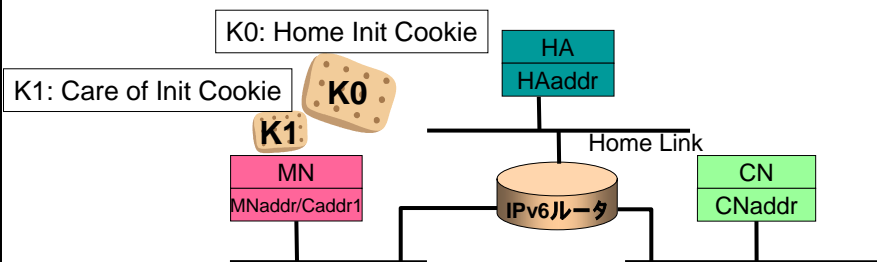 K0: Home Init Cookie
K1: Care of Init Cookie
K0
K1
HA
HAaddr
Home Link
MN
MNaddr/Caddr1
IPv6ルータ
CN
CNaddr